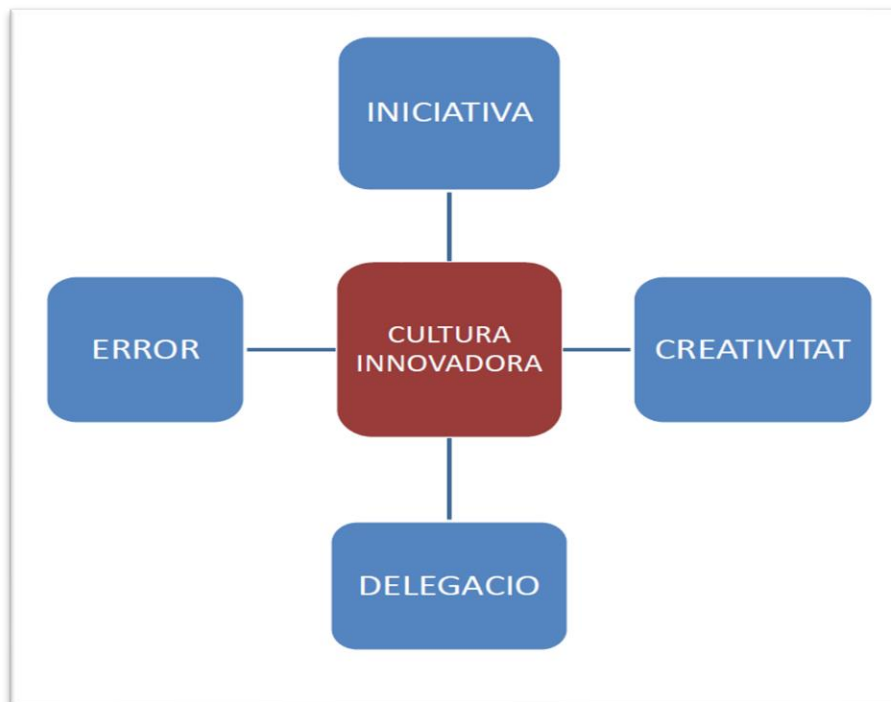 INICIATIVA
ERROR
CULTURA
INNOVADORA
CREATIVITAT
DELEGACIO